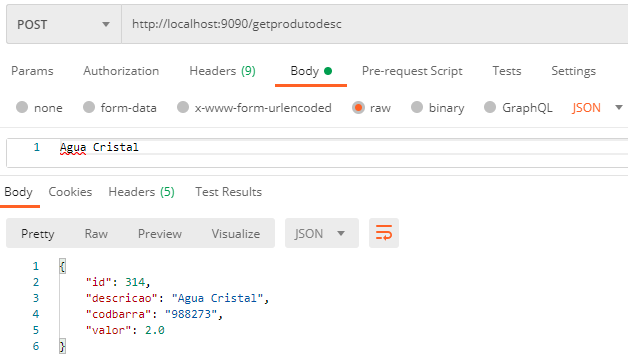 POST http://localhost:9090/getprodutodesc
Params Authorization Headers (9) Body Pre-request Script Tests Settings
none form-data x-www-form-urlencoded raw binary GraphQL JSON
1 Agua Cristal
Body Cookies Headers (5) Test Results
Pretty Raw Preview Visualize JSON
1 {
2 "id": 314,
3 "descricao": "Agua Cristal",
4 "codbarra": "988273",
5 "valor": 2.0
6 }